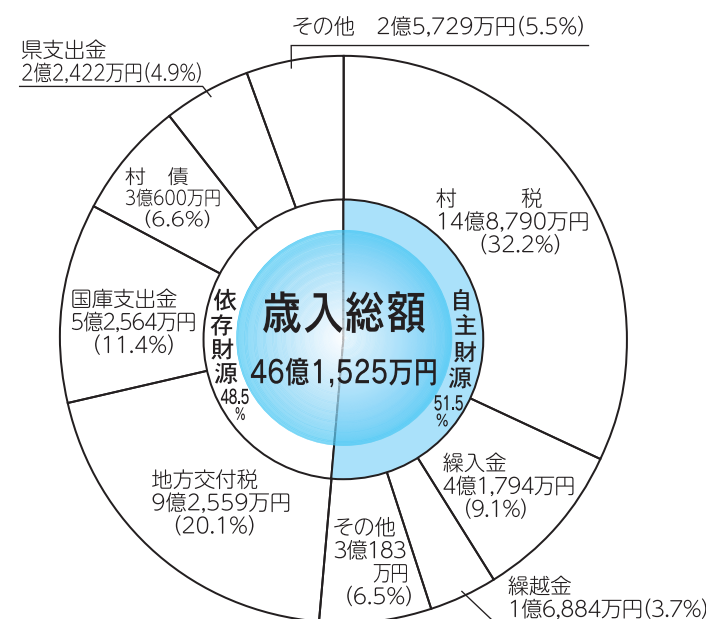 その他　2億5,729万円(5.5%)
県支出金
2億2,422万円(4.9%)
村　債
3億600万円
(6.6%)
村　　　税
14億8,790万円
(32.2%)
国庫支出金
5億2,564万円
(11.4%)
依存財源
48.5
%
歳入総額
46億1,525万円
自主財源
51.5
%
地方交付税
9億2,559万円
(20.1%)
その他
3億183
万円
(6.5%)
繰入金
4億1,794万円
(9.1%)
繰越金
1億6,884万円(3.7%)